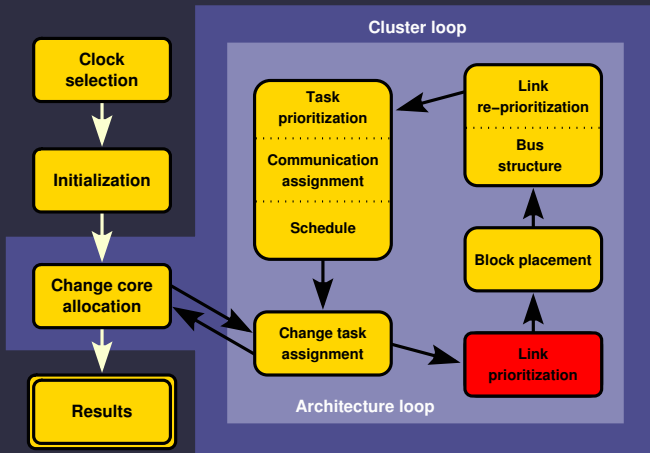 Cluster loop
Clock
selection
Initialization
Change core
allocation
Results
Task
prioritization
Communication
assignment
Schedule
Change task
assignment
Link
re−prioritization
Bus
structure
Block placement
Link
prioritization
Architecture loop